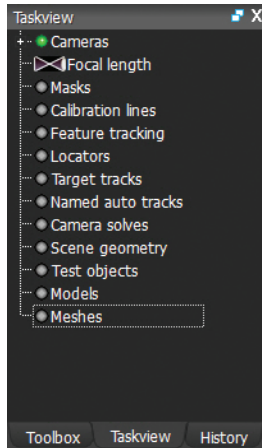 Taskview
X
Cameras
Focal length
Masks
Calibration lines
Feature tracking
Locators
Target tracks
Named auto tracks
Camera solves
Scene geometry
Test objects
Models
Meshes
Toolbox Taskview History